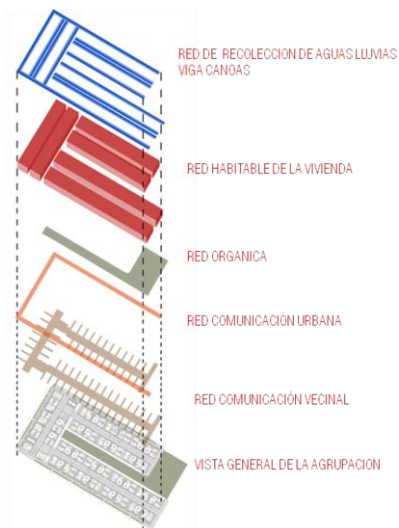 RED DE RECOLECCION DE AGUAS LLUVIAS
VIGA CANOAS
RED HABITABLE DE LA VIVIENDA
RED ORGANICA
RED COMUNICACIÓN URBANA
RED COMUNICACIÓN VECINAL
VISTA GENERAL DE LA AGRUPACION